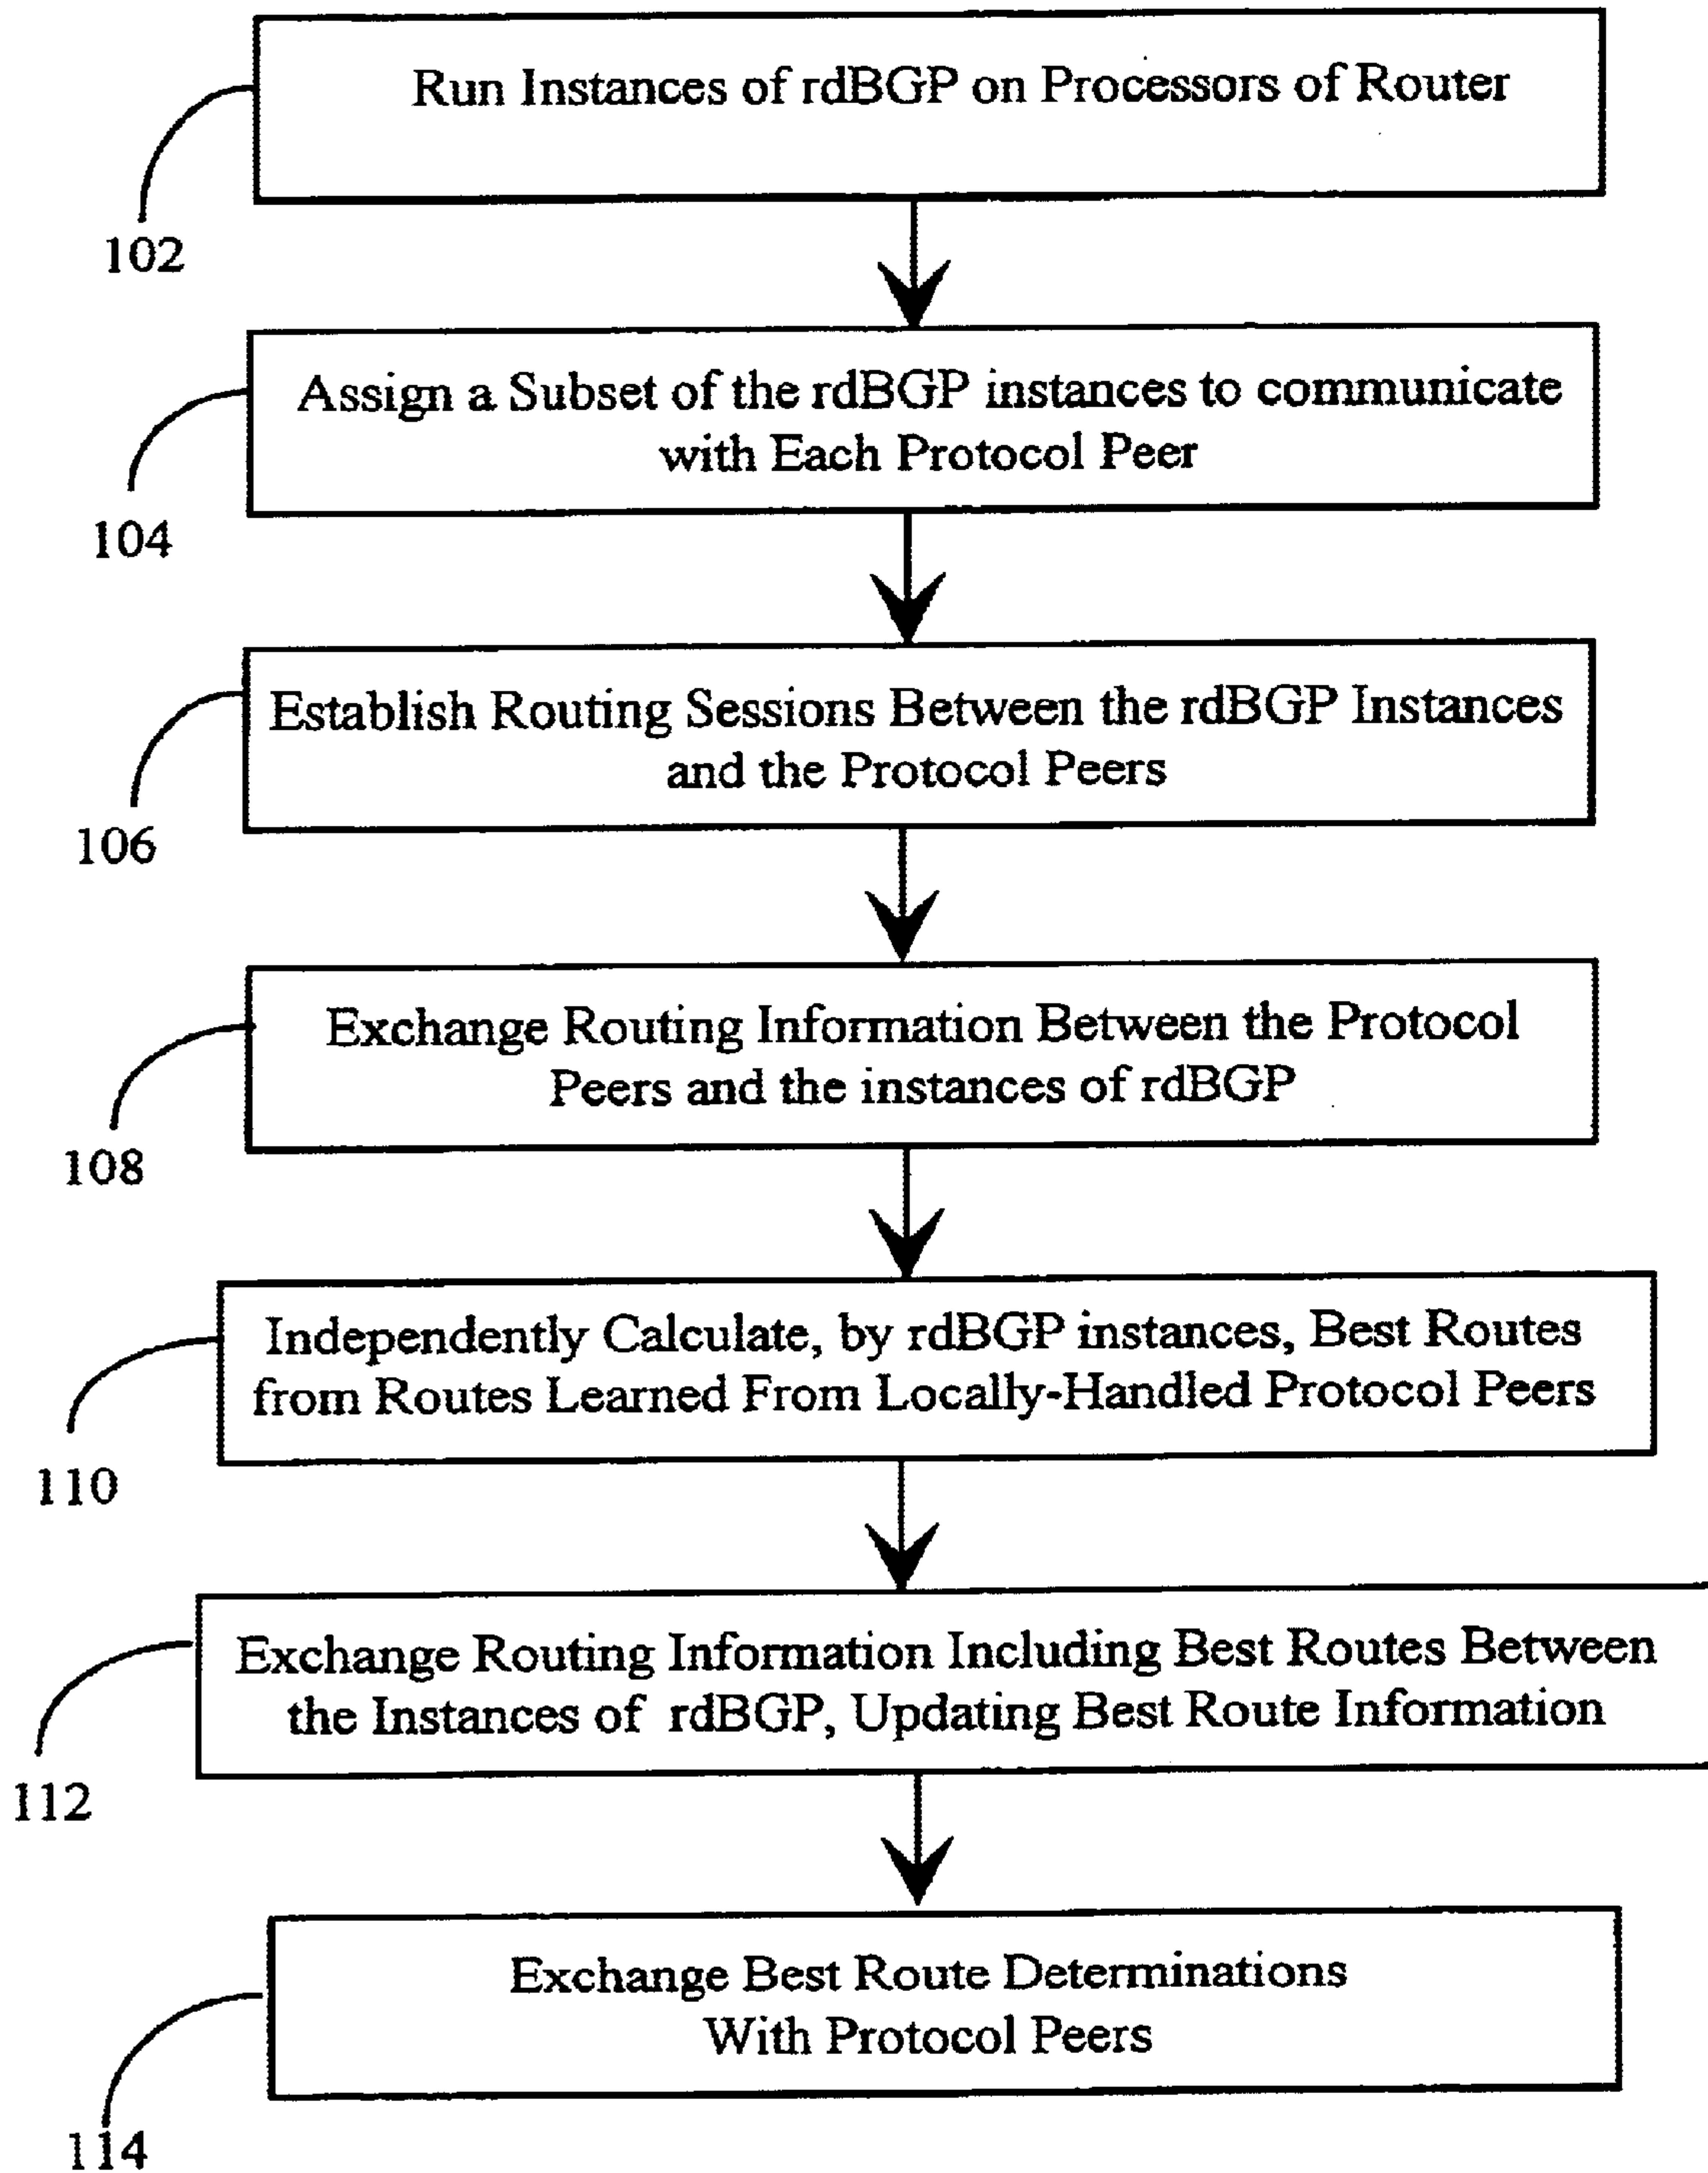 Run Instances of rdBGP on Processors of Router
102
Assign a Subset of the rdBGP instances to communicate
with Each Protocol Peer
104
Establish Routing Sessions Between the rdBGP Instances
and the Protocol Peers
106
Exchange Routing Information Between the Protocol
Peers and the instances of rdBGP
108
Independently Calculate, by rdBGP instances, Best Routes
from Routes Learned From Locally-Handled Protocol Peers
110
Exchange Routing Information Including Best Routes Between
the Instances of rdBGP, Updating Best Route Information
112
Exchange Best Route Determinations
With Protocol Peers
114